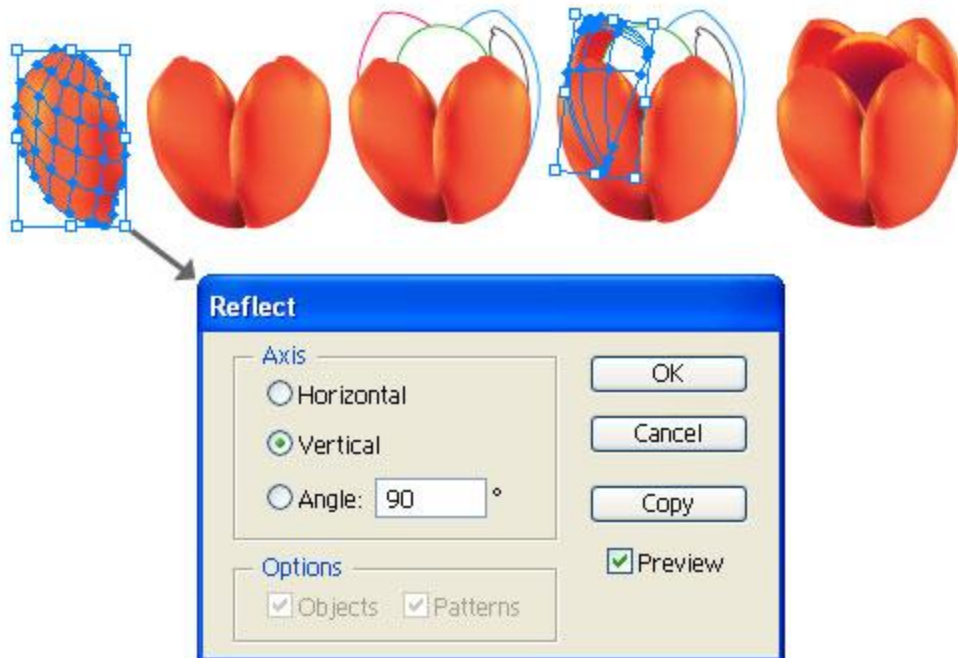 Reflect
Axis
Horizontal
Vertical
Angle: 90 °
OK
Cancel
Copy
Preview
Options
Objects Patterns